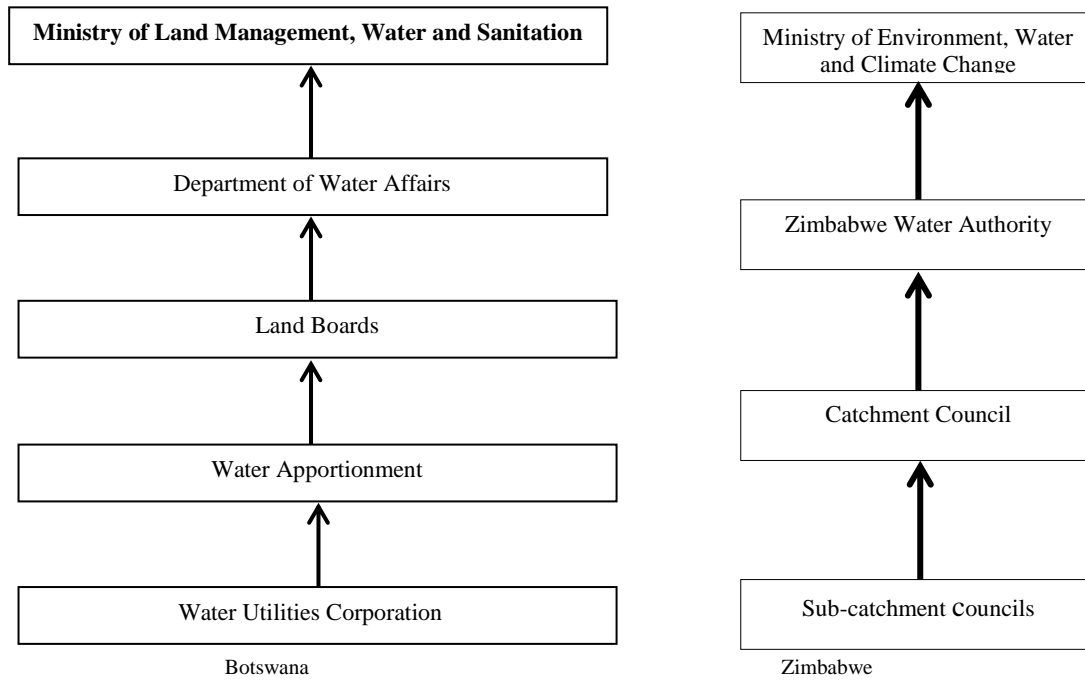 Ministry of Land Management, Water and Sanitation
Department of Water Affairs
Land Boards
Water Apportionment
Water Utilities Corporation
Botswana
Ministry of Environment, Water
and Climate Change
Zimbabwe Water Authority
Catchment Council
Sub-catchment councils
Zimbabwe